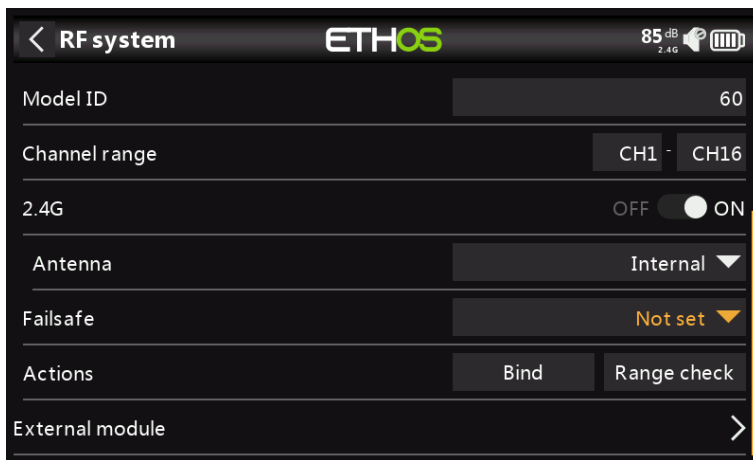 RF system ETHOS 85 dB 2.4G
Model ID 60
Channel range CH1 - CH16
2.4G OFF ON
Antenna Internal
Failsafe Not set
Actions Bind Range check
External module